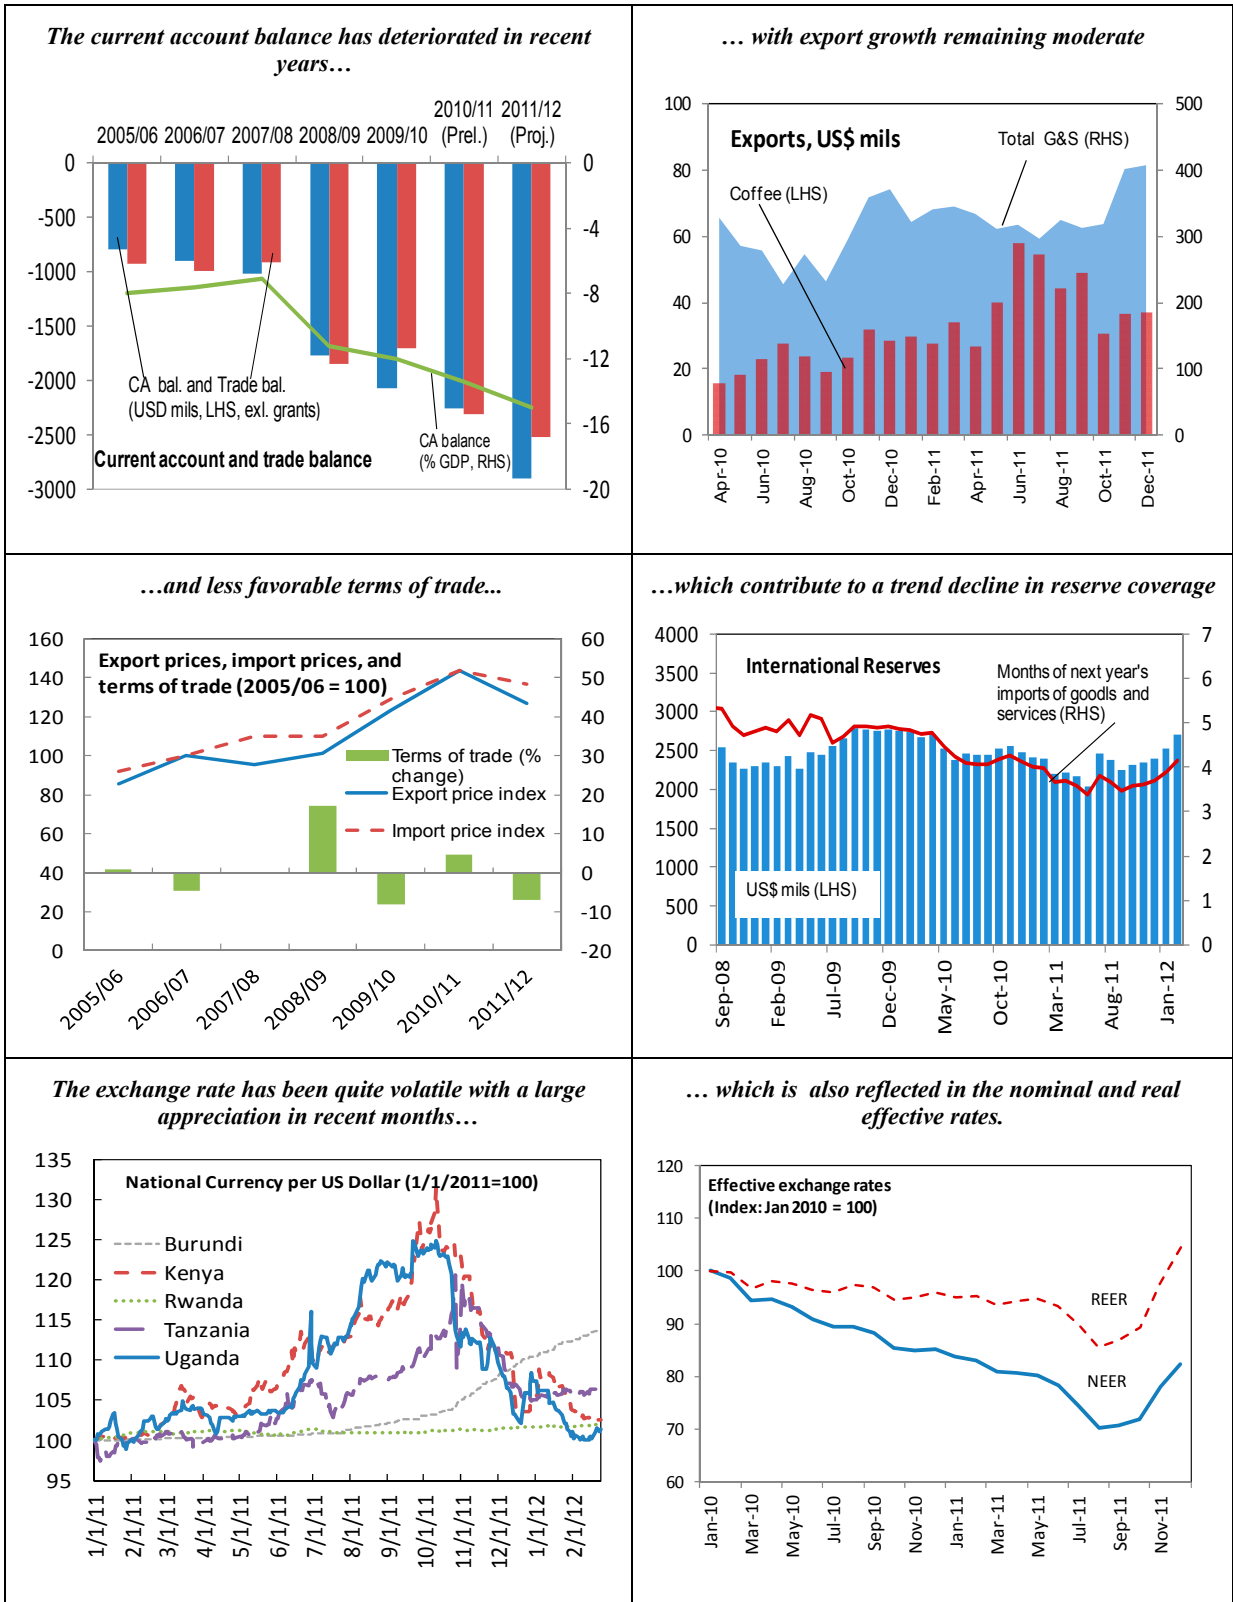 The current account balance has deteriorated in recent
years…
2010/11 2011/12
2005/06 2006/07 2007/08 2008/09 2009/10 (Prel.) (Proj.)
0
-500
-1000
-1500
-2000
-2500
-3000
0
-4
-8
-12
-16
-20
CA bal. and Trade bal.
(USD mils, LHS, exl. grants)
CA balance
(% GDP, RHS)
Current account and trade balance
… with export growth remaining moderate
100
80
60
40
20
0
500
400
300
200
100
0
Exports, US$ mils
Total G&S (RHS)
Coffee (LHS)
Apr-10
Jun-10
Aug-10
Oct-10
Dec-10
Feb-11
Apr-11
Jun-11
Aug-11
Oct-11
Dec-11
…and less favorable terms of trade...
160
140
120
100
80
60
40
20
0
60
50
40
30
20
10
0
-10
-20
Export prices, import prices, and
terms of trade (2005/06 = 100)
Terms of trade (%
change)
Export price index
Import price index
2005/06
2006/07
2007/08
2008/09
2009/10
2010/11
2011/12
…which contribute to a trend decline in reserve coverage
4000
3500
3000
2500
2000
1500
1000
500
0
7
6
5
4
3
2
1
0
International Reserves
Months of next year's
imports of goodls and
services (RHS)
US$ mils (LHS)
Sep-08
Feb-09
Jul-09
Dec-09
May-10
Oct-10
Mar-11
Aug-11
Jan-12
The exchange rate has been quite volatile with a large
appreciation in recent months…
135
130
125
120
115
110
105
100
95
National Currency per US Dollar (1/1/2011=100)
Burundi
Kenya
Rwanda
Tanzania
Uganda
1/1/11
2/1/11
3/1/11
4/1/11
5/1/11
6/1/11
7/1/11
8/1/11
9/1/11
10/1/11
11/1/11
12/1/11
1/1/12
2/1/12
… which is also reflected in the nominal and real
effective rates.
120
110
100
90
80
70
60
Effective exchange rates
(Index: Jan 2010 = 100)
REER
NEER
Jan-10
Mar-10
May-10
Jul-10
Sep-10
Nov-10
Jan-11
Mar-11
May-11
Jul-11
Sep-11
Nov-11